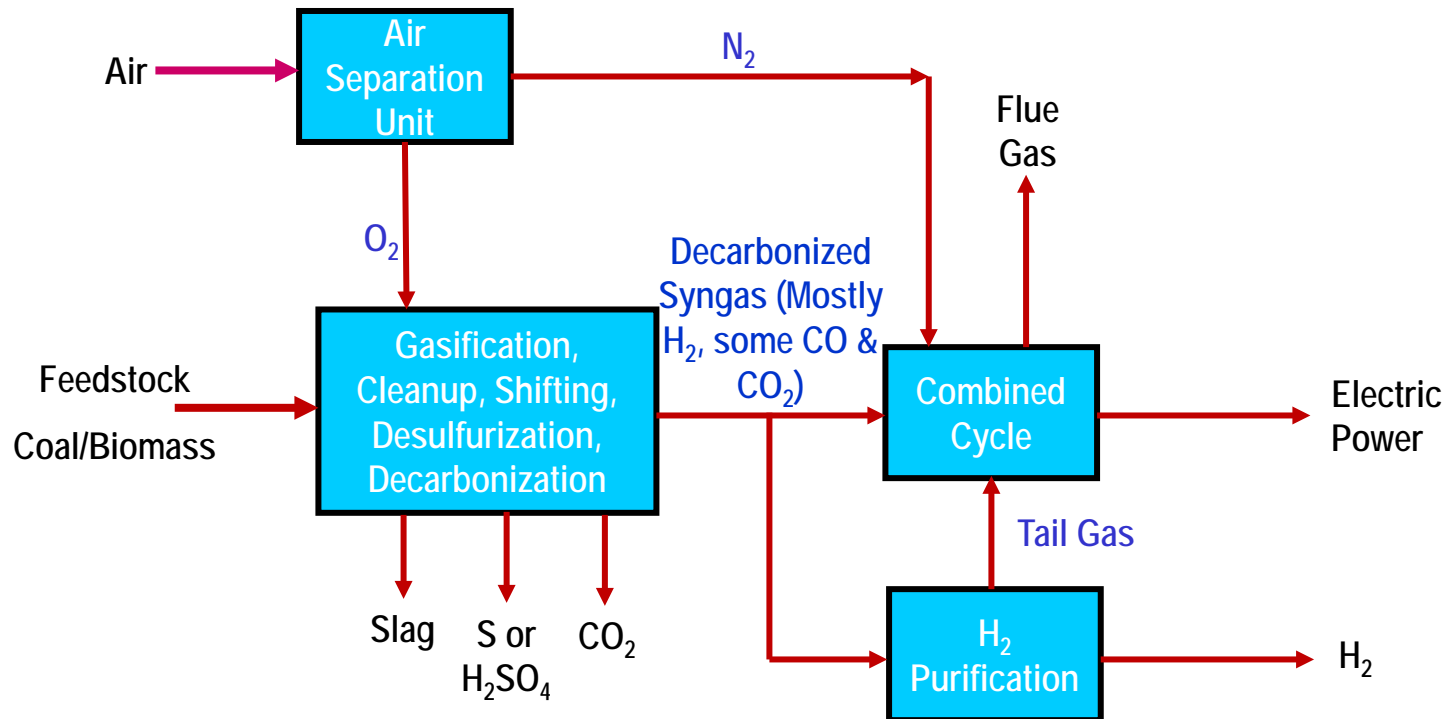 Air
Separation
Unit
Air
N₂
Flue
Gas
O₂
Decarbonized
Syngas (Mostly
H₂, some CO &
CO₂)
Feedstock
Coal/Biomass
Gasification,
Cleanup, Shifting,
Desulfurization,
Decarbonization
Combined
Cycle
Electric
Power
Tail Gas
Slag
S or
H₂SO₄
CO₂
H₂
Purification
H₂